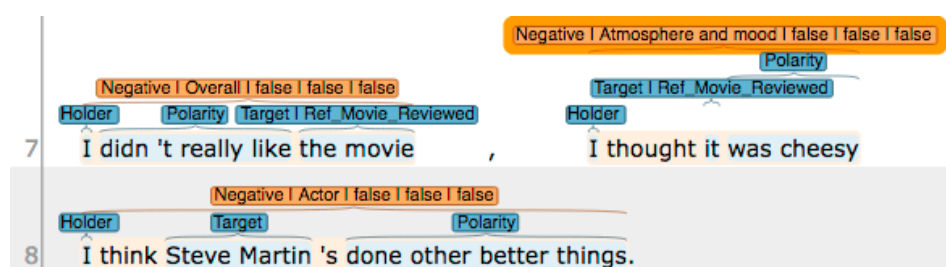 Negative I Atmosphere and mood I false I false I false
Polarity
Negative I Overall I false I false I false
Target I Ref_Movie_Reviewed
Holder Polarity Target I Ref_Movie_Reviewed Holder
7 I didn 't really like the movie , I thought it was cheesy
Negative I Actor I false I false I false
Holder Target Polarity
8 I think Steve Martin 's done other better things.